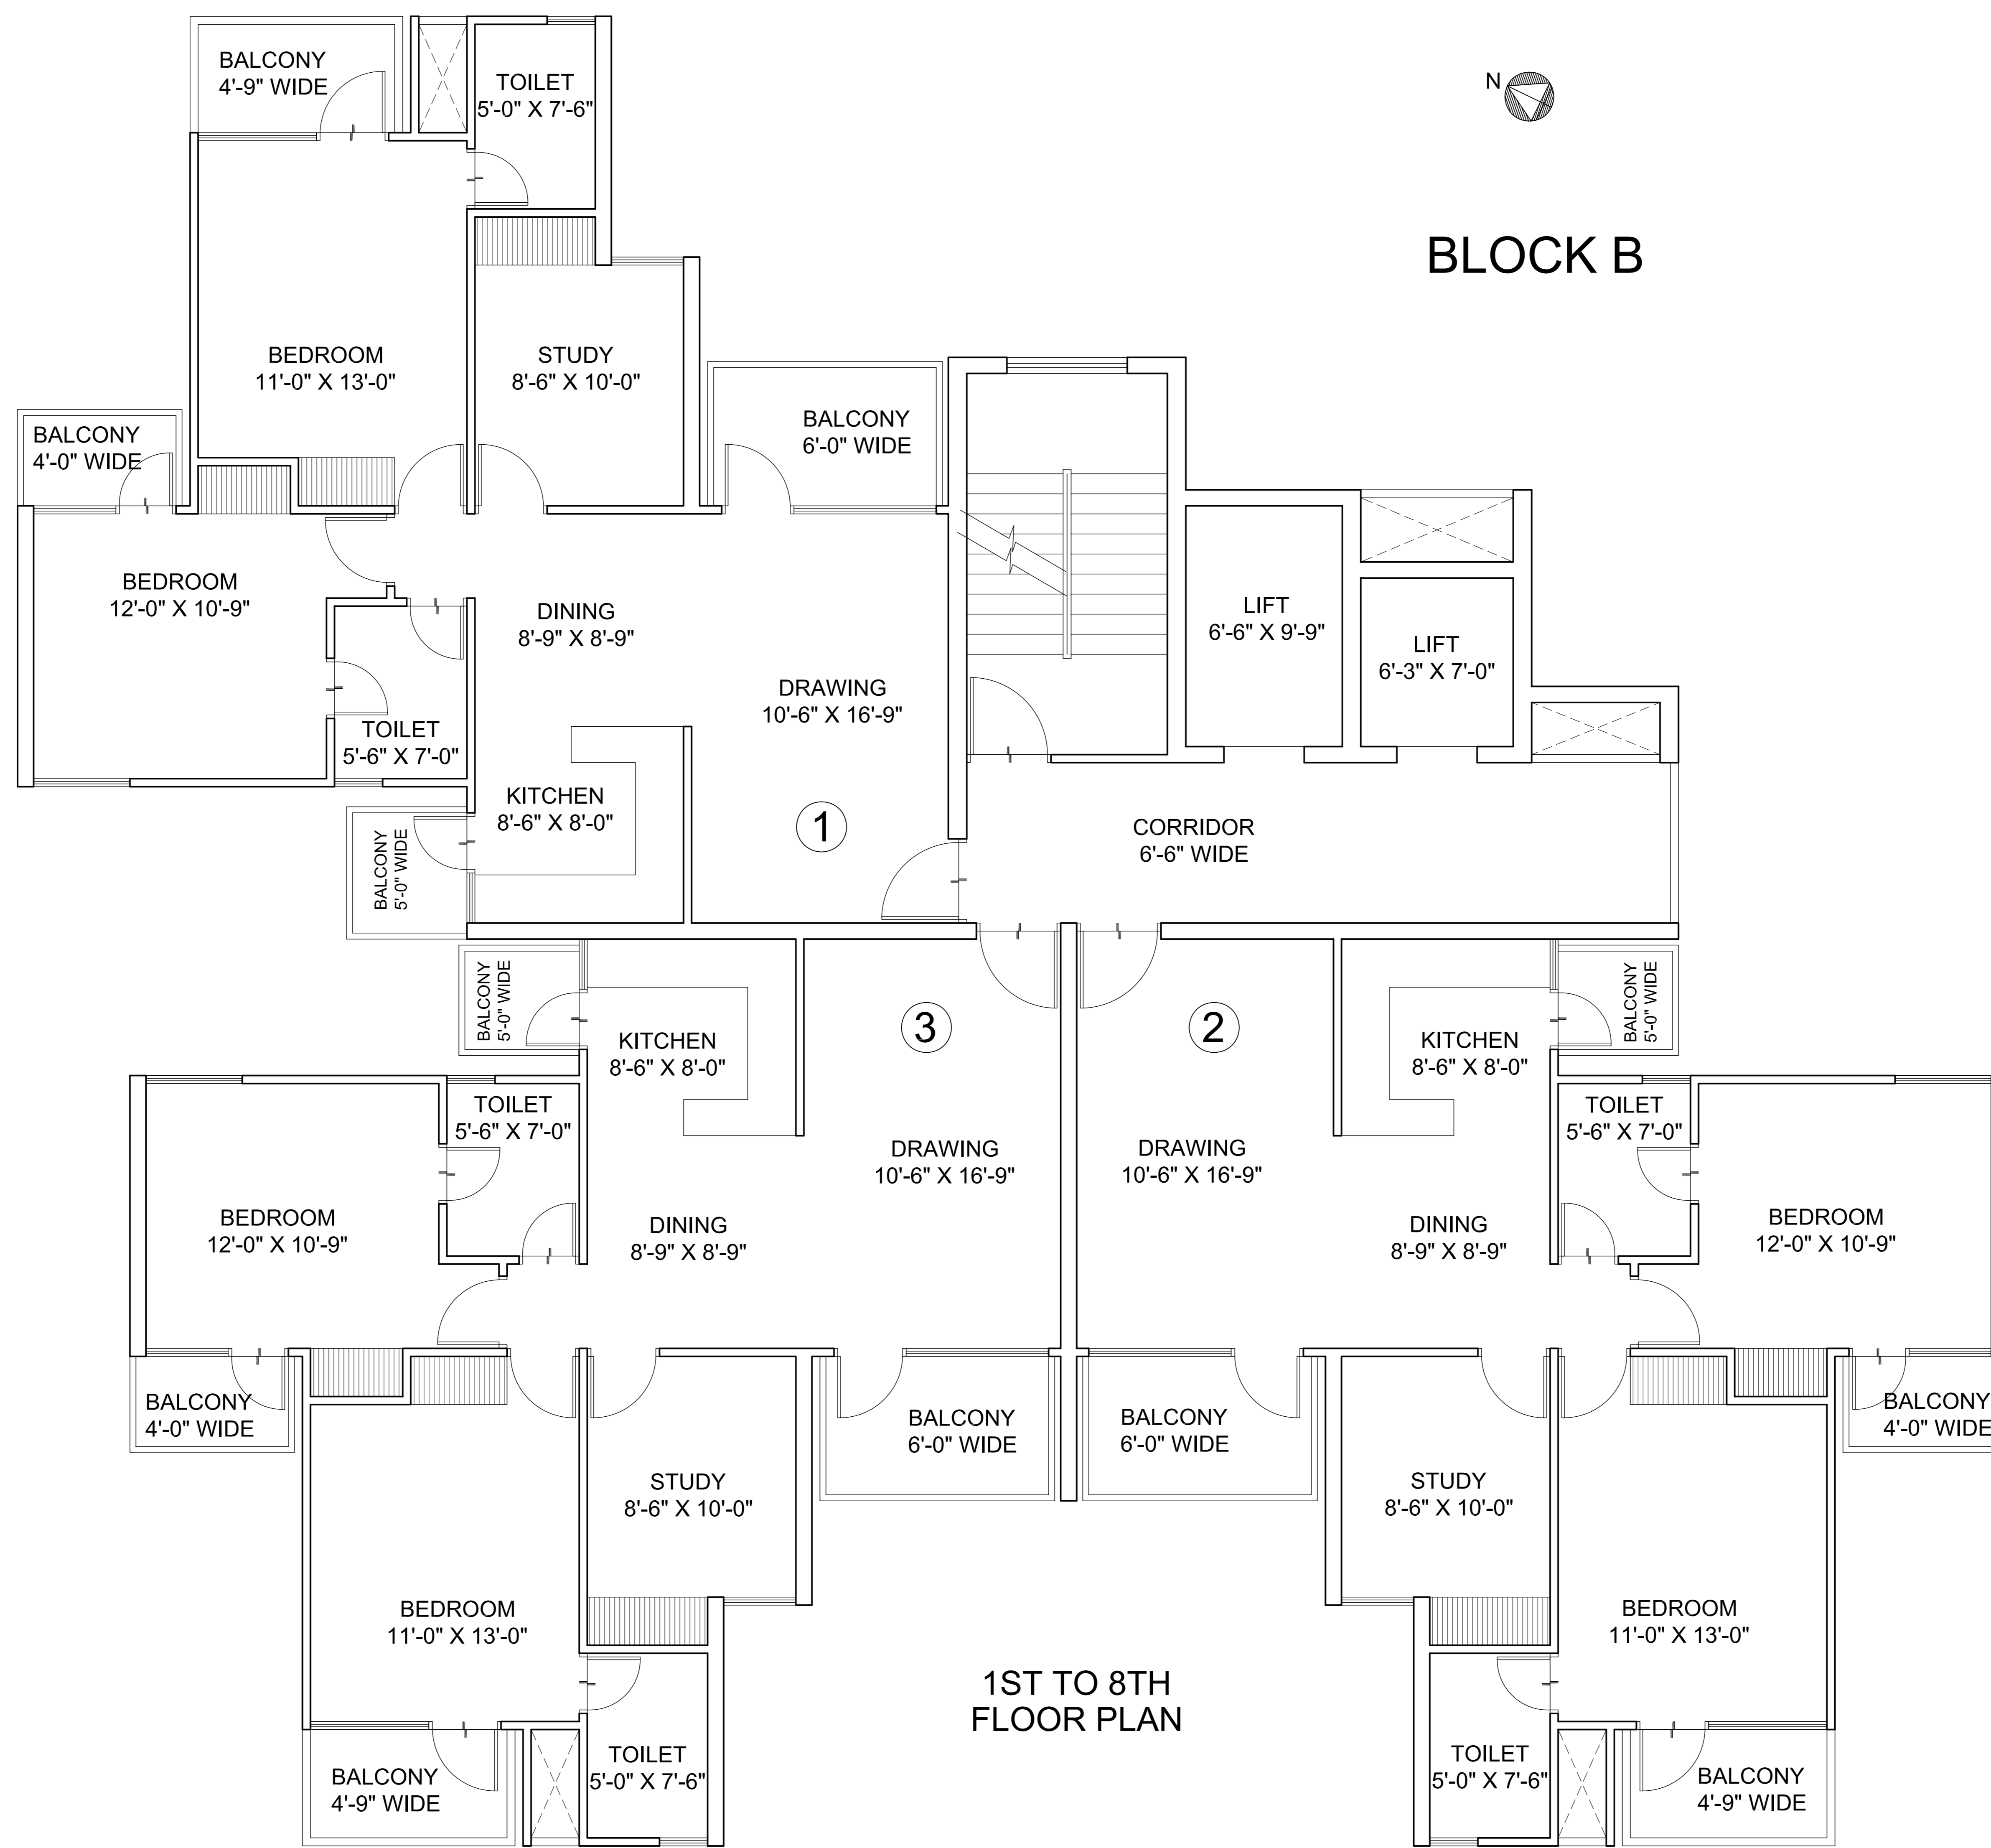 BALCONY
4'-9" WIDE
TOILET
5'-0" X 7'-6"
N
BLOCK B
BEDROOM
11'-0" X 13'-0"
STUDY
8'-6" X 10'-0"
BALCONY
6'-0" WIDE
BALCONY
4'-0" WIDE
BEDROOM
12'-0" X 10'-9"
DINING
8'-9" X 8'-9"
LIFT
6'-6" X 9'-9"
LIFT
6'-3" X 7'-0"
DRAWING
10'-6" X 16'-9"
TOILET
5'-6" X 7'-0"
KITCHEN
8'-6" X 8'-0"
1
CORRIDOR
6'-6" WIDE
BALCONY
5'-0" WIDE
BALCONY
5'-0" WIDE
KITCHEN
8'-6" X 8'-0"
3
2
KITCHEN
8'-6" X 8'-0"
BALCONY
5'-0" WIDE
TOILET
5'-6" X 7'-0"
DRAWING
10'-6" X 16'-9"
DRAWING
10'-6" X 16'-9"
TOILET
5'-6" X 7'-0"
BEDROOM
12'-0" X 10'-9"
DINING
8'-9" X 8'-9"
DINING
8'-9" X 8'-9"
BEDROOM
12'-0" X 10'-9"
BALCONY
4'-0" WIDE
BALCONY
6'-0" WIDE
BALCONY
6'-0" WIDE
BALCONY
4'-0" WIDE
STUDY
8'-6" X 10'-0"
STUDY
8'-6" X 10'-0"
BEDROOM
11'-0" X 13'-0"
BEDROOM
11'-0" X 13'-0"
1ST TO 8TH
FLOOR PLAN
TOILET
5'-0" X 7'-6"
TOILET
5'-0" X 7'-6"
BALCONY
4'-9" WIDE
BALCONY
4'-9" WIDE